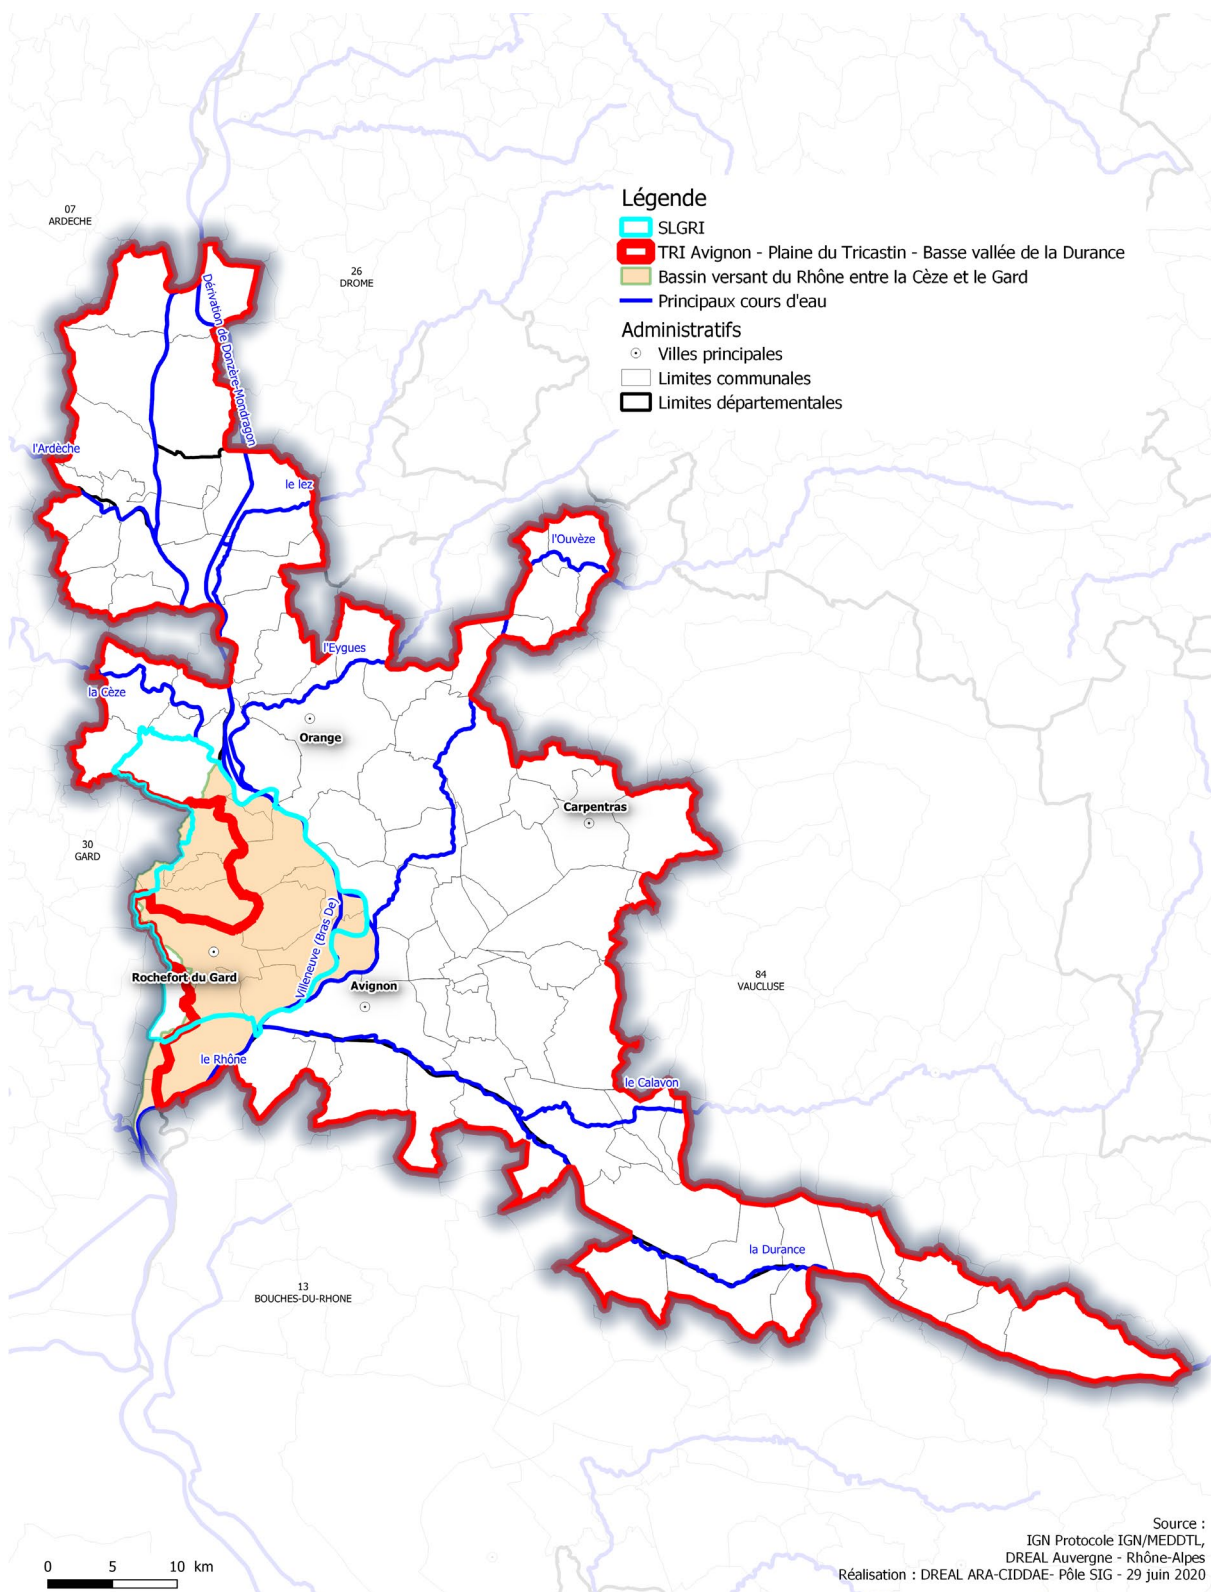 07
ARDECHE
26
DROME
Légende
SLGRI
TRI Avignon - Plaine du Tricastin - Basse vallée de la Durance
Bassin versant du Rhône entre la Cèze et le Gard
Principaux cours d'eau
Administratifs
Villes principales
Limites communales
Limites départementales
Dérivation de Donzère-Mondragon
l'Ardèche
le lez
l'Ouvèze
l'Eygues
la Cèze
Orange
Carpentras
30
GARD
Villeneuve (Bras De)
Rochefort du Gard
Avignon
84
VAUCLUSE
le Rhône
le Calavon
la Durance
13
BOUCHES-DU-RHONE
Source :
IGN Protocole IGN/MEDDTL,
DREAL Auvergne - Rhône-Alpes
Réalisation : DREAL ARA-CIDDAE- Pôle SIG - 29 juin 2020
0 5 10 km